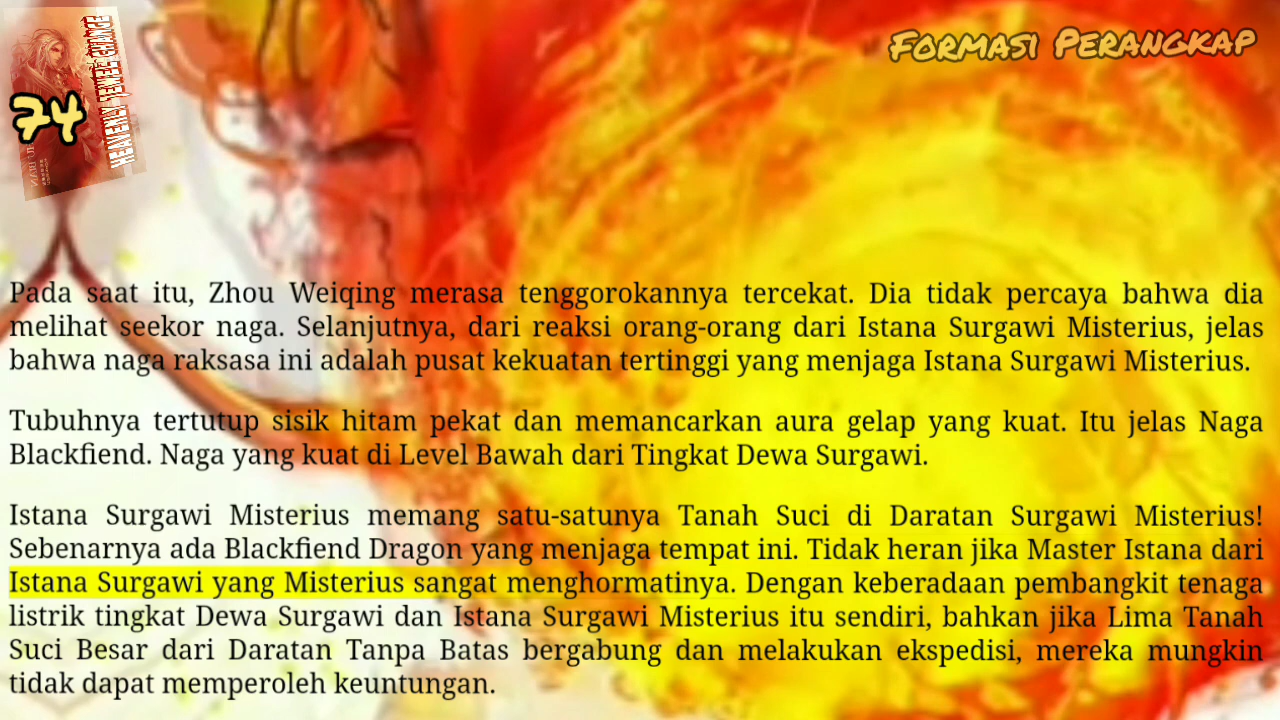 Formasi Perangkap
74
HEAVENLY JEWEL CHANGE
Pada saat itu, Zhou Weiqing merasa tenggorokannya tercekat. Dia tidak percaya bahwa dia
melihat seekor naga. Selanjutnya, dari reaksi orang-orang dari Istana Surgawi Misterius, jelas
bahwa naga raksasa ini adalah pusat kekuatan tertinggi yang menjaga Istana Surgawi Misterius.
Tubuhnya tertutup sisik hitam pekat dan memancarkan aura gelap yang kuat. Itu jelas Naga
Blackfiend. Naga yang kuat di Level Bawah dari Tingkat Dewa Surgawi.
Istana Surgawi Misterius memang satu-satunya Tanah Suci di Daratan Surgawi Misterius!
Sebenarnya ada Blackfiend Dragon yang menjaga tempat ini. Tidak heran jika Master Istana dari
Istana Surgawi yang Misterius sangat menghormatinya. Dengan keberadaan pembangkit tenaga
listrik tingkat Dewa Surgawi dan Istana Surgawi Misterius itu sendiri, bahkan jika Lima Tanah
Suci Besar dari Daratan Tanpa Batas bergabung dan melakukan ekspedisi, mereka mungkin
tidak dapat memperoleh keuntungan.